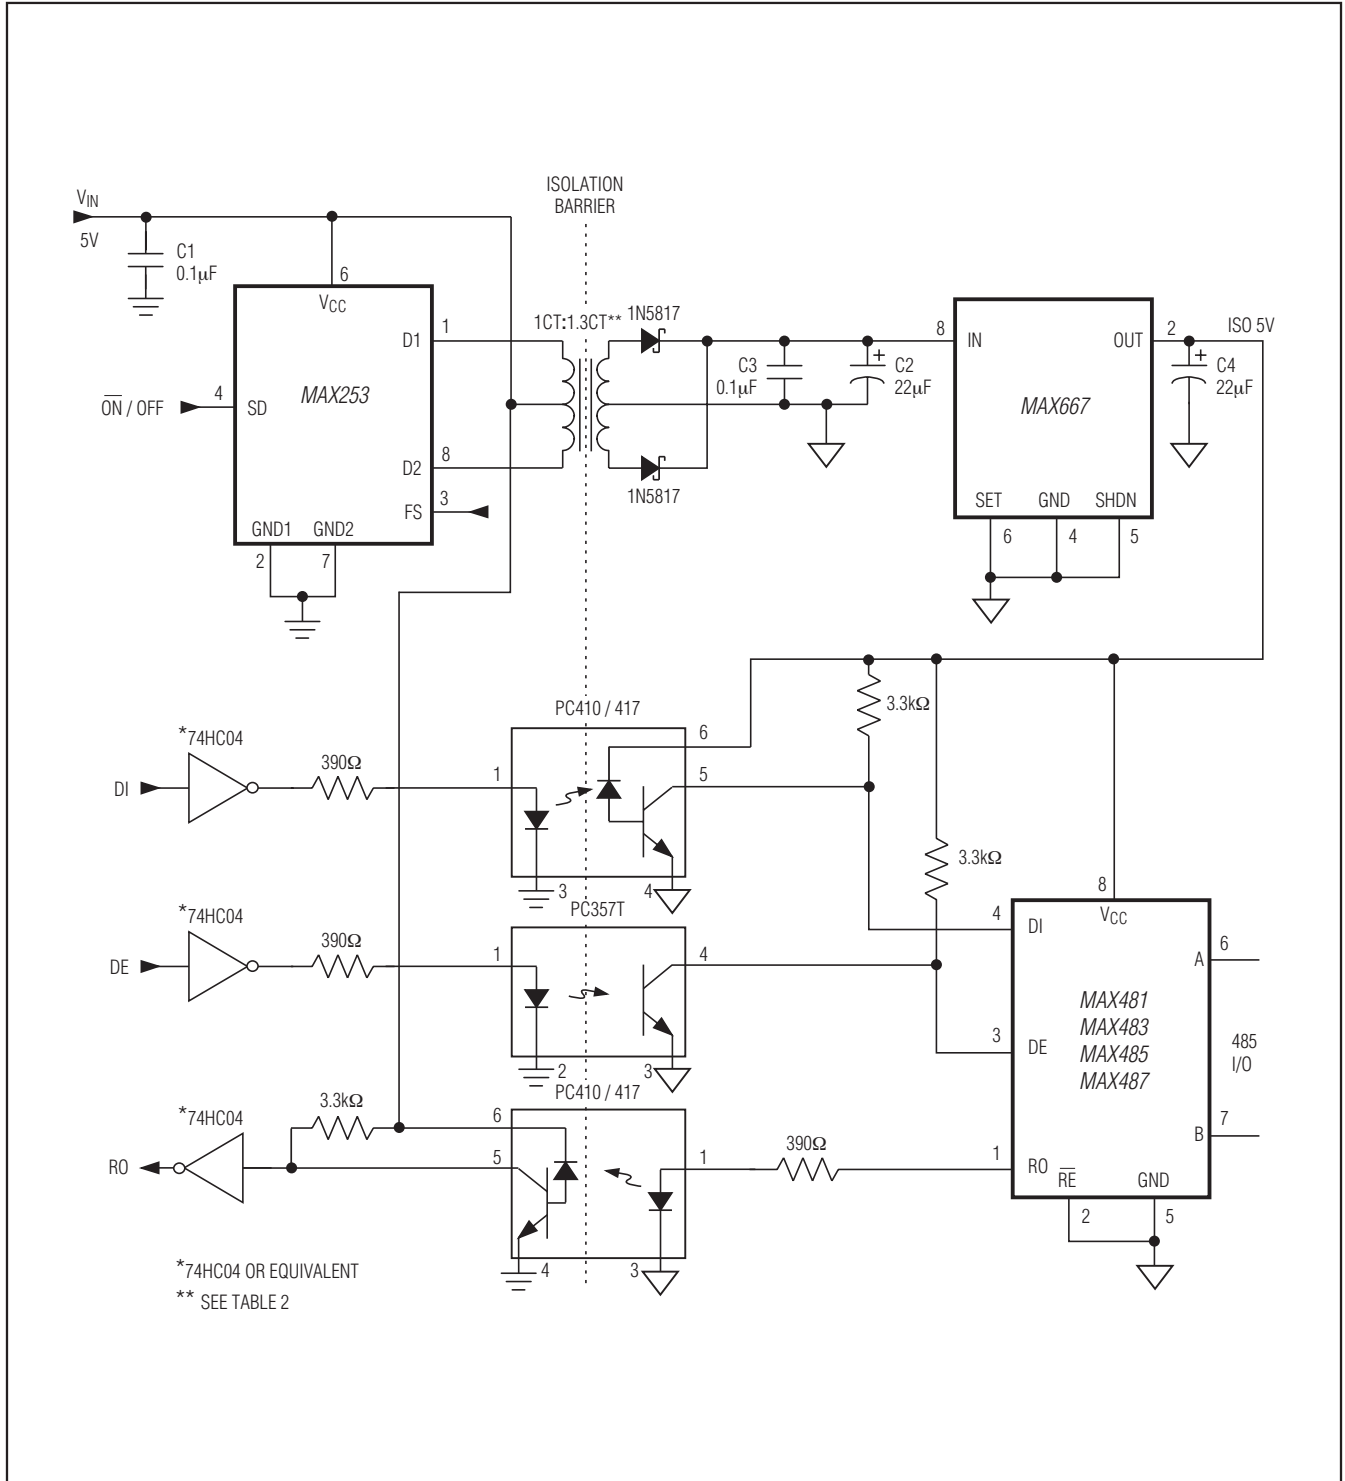 VIN
5V
C1
0.1µF
ISOLATION
BARRIER
6
VCC
D1
1
MAX253
4
ON / OFF
SD
D2
8
FS
3
GND1
GND2
2
7
1CT:1.3CT**
1N5817
1N5817
C3
0.1µF
+
C2
22µF
8
IN
OUT
2
ISO 5V
MAX667
+
C4
22µF
SET
GND
SHDN
6
4
5
PC410 / 417
*74HC04
DI
390Ω
1
6
5
3
4
3.3kΩ
3.3kΩ
PC357T
*74HC04
DE
390Ω
1
4
2
3
PC410 / 417
*74HC04
RO
3.3kΩ
6
5
4
1
3
390Ω
8
VCC
4
DI
A
6
MAX481
MAX483
MAX485
MAX487
3
DE
485
I/O
B
7
1
RO
RE
GND
2
5
*74HC04 OR EQUIVALENT
** SEE TABLE 2